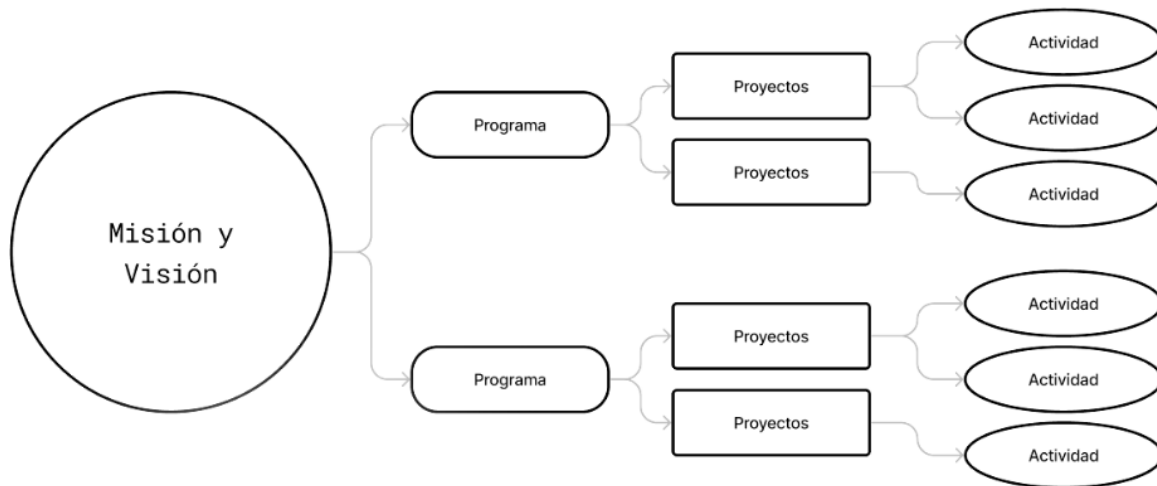 Misión y
Visión
Programa
Proyectos
Actividad
Actividad
Proyectos
Actividad
Programa
Proyectos
Actividad
Actividad
Proyectos
Actividad